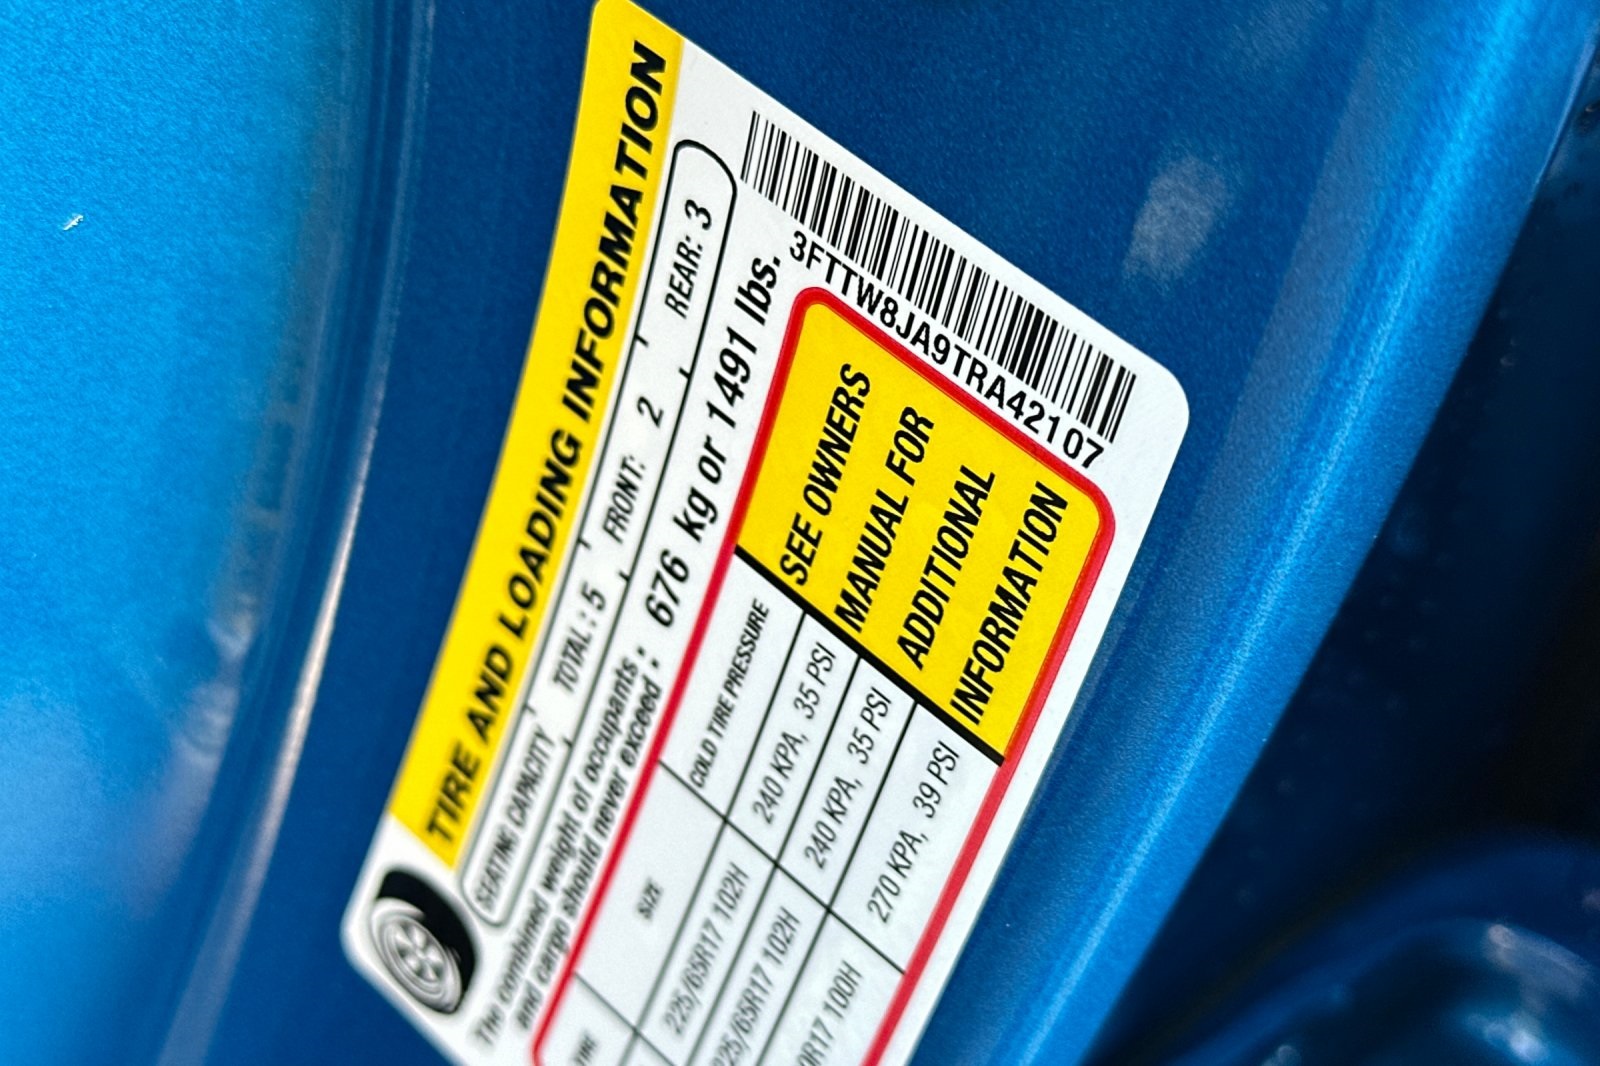 TIRE AND LOADING INFORMATION
SEATING CAPACITY TOTAL: 5 FRONT: 2 REAR: 3
The combined weight of occupants
and cargo should never exceed: 676 kg or 1491 lbs.
3FTTW8JA9TRA42107
SIZE COLD TIRE PRESSURE
225/65R17 102H 240 KPA, 35 PSI
225/65R17 102H 240 KPA, 35 PSI
R17 100H 270 KPA, 39 PSI
SEE OWNERS
MANUAL FOR
ADDITIONAL
INFORMATION